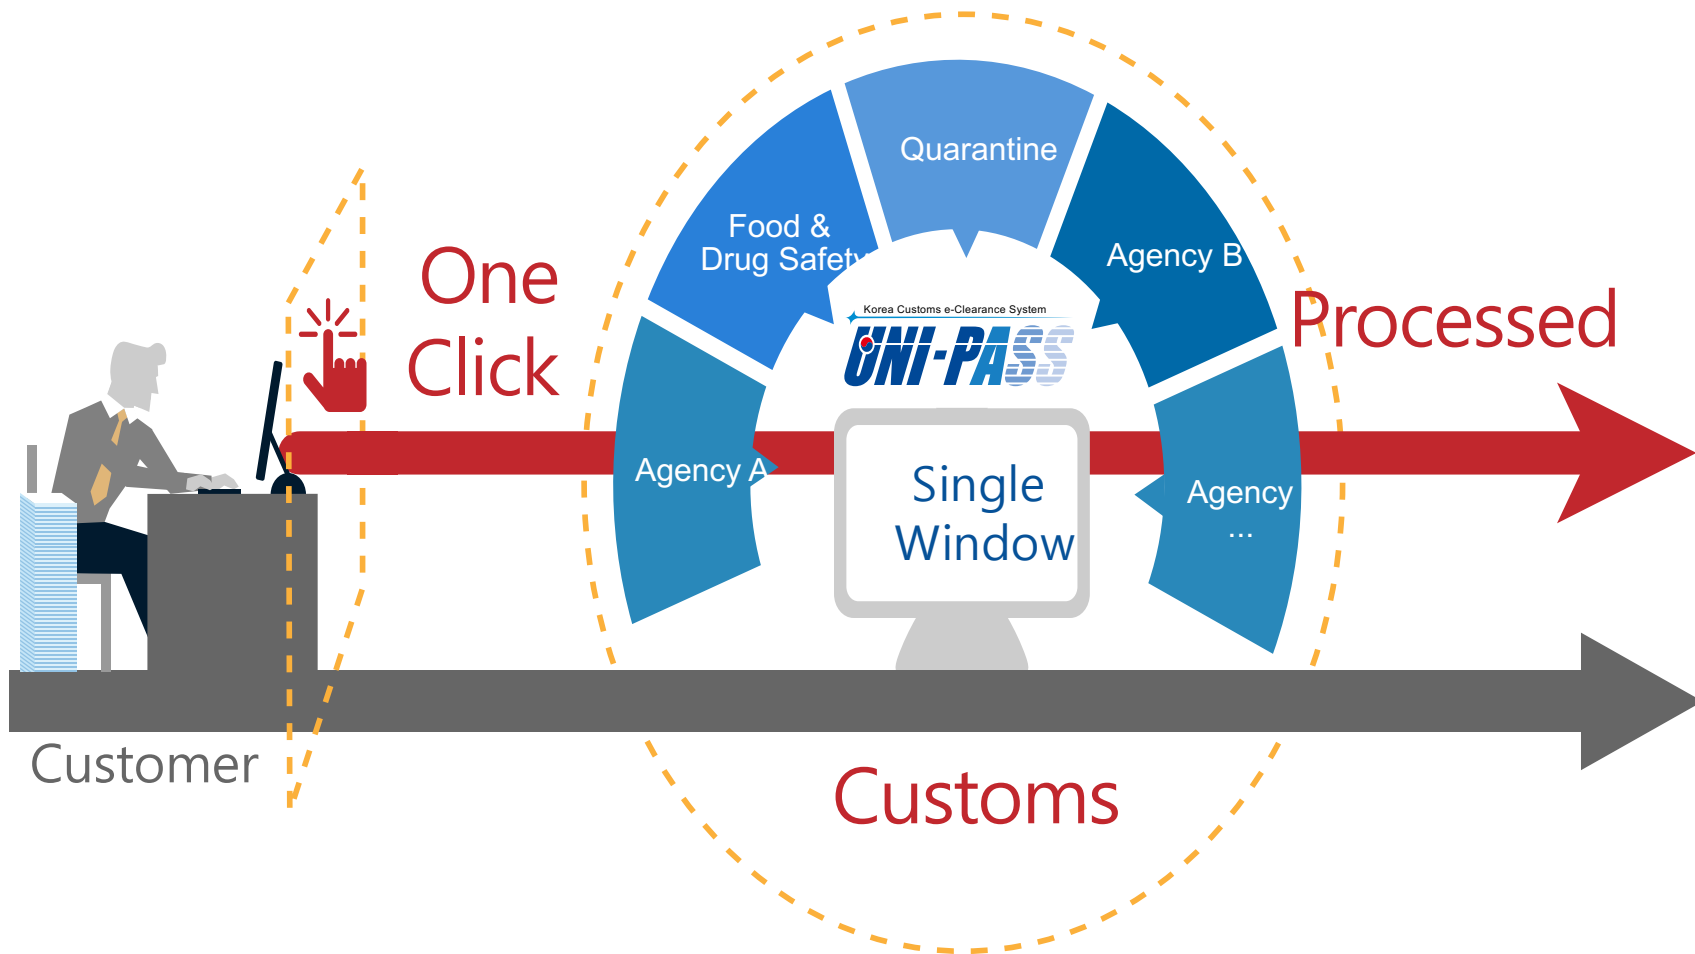 One
Click
Customer
Agency A
Food &
Drug Safety
Quarantine
Agency B
Agency
...
Korea Customs e-Clearance System
UNI-PASS
Single
Window
Customs
Processed